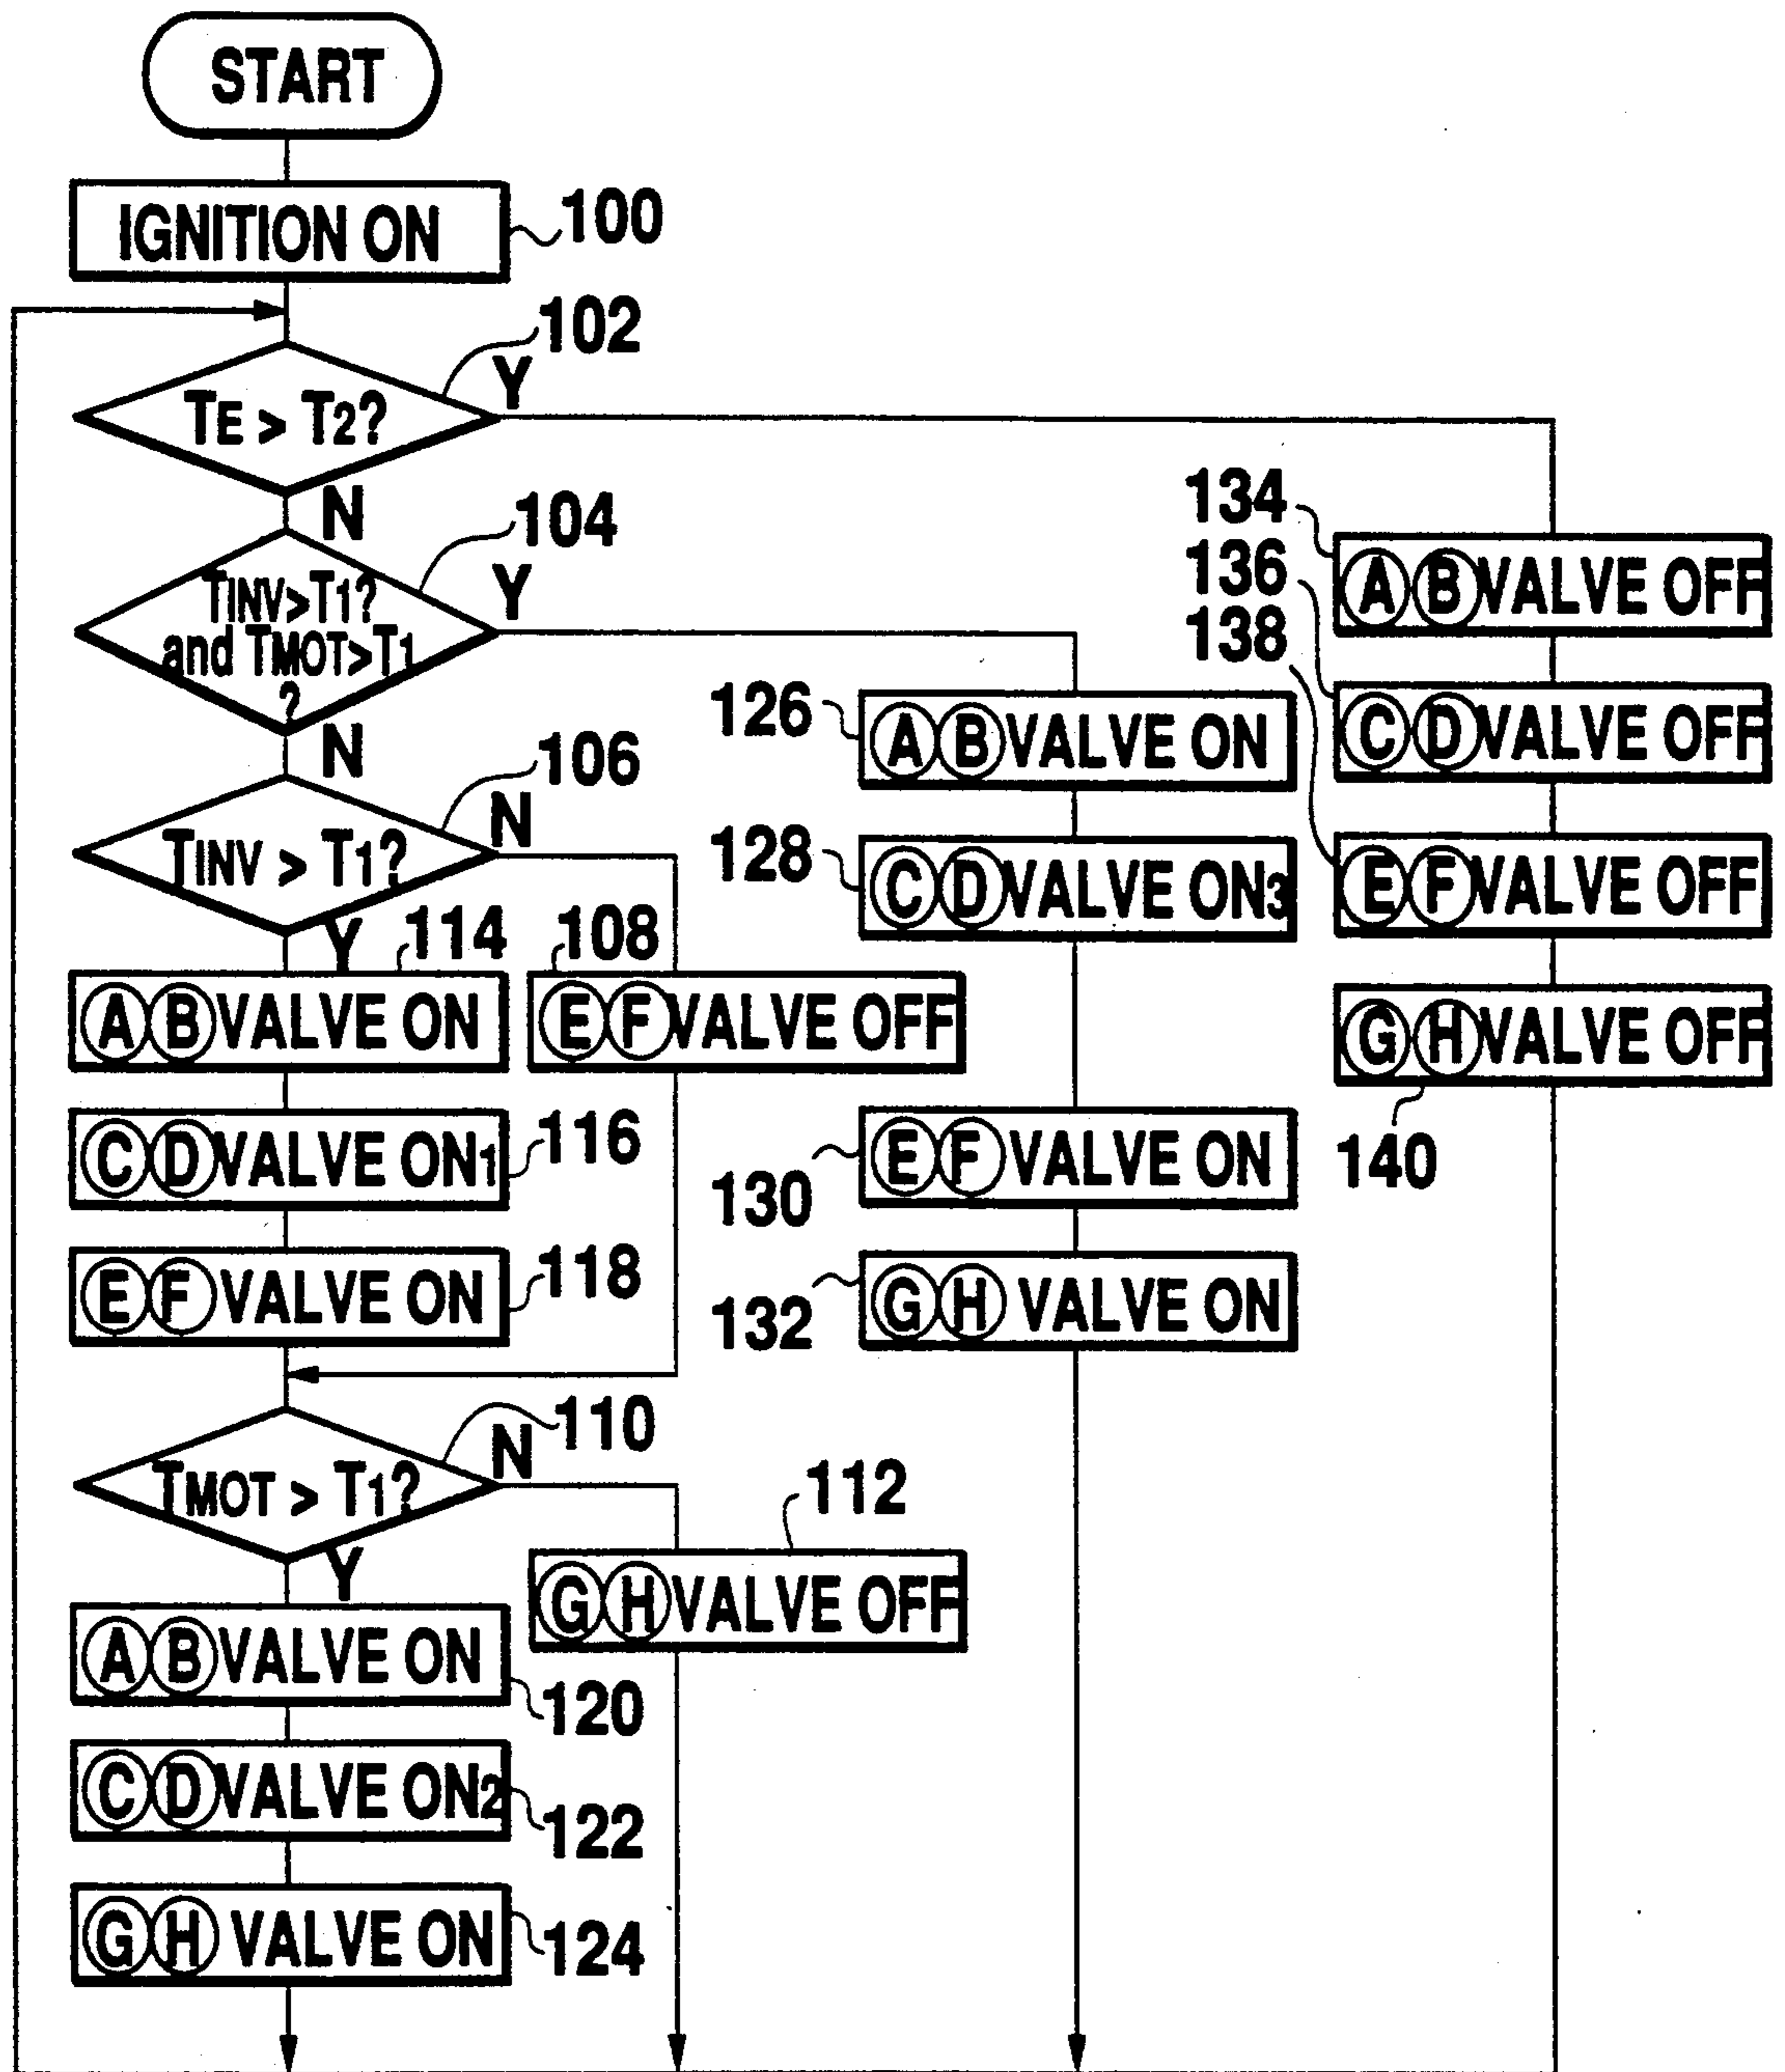 START
IGNITION ON
100
102
TE > T2?
Y
N
104
TINV>T1?
and TMOT>T1
?
Y
N
106
TINV > T1?
N
Y
114
A B VALVE ON
108
E F VALVE OFF
C D VALVE ON1
116
E F VALVE ON
118
110
TMOT > T1?
N
Y
112
G H VALVE OFF
A B VALVE ON
120
C D VALVE ON2
122
G H VALVE ON
124
126
A B VALVE ON
128
C D VALVE ON3
130
E F VALVE ON
132
G H VALVE ON
134
A B VALVE OFF
136
C D VALVE OFF
138
E F VALVE OFF
G H VALVE OFF
140